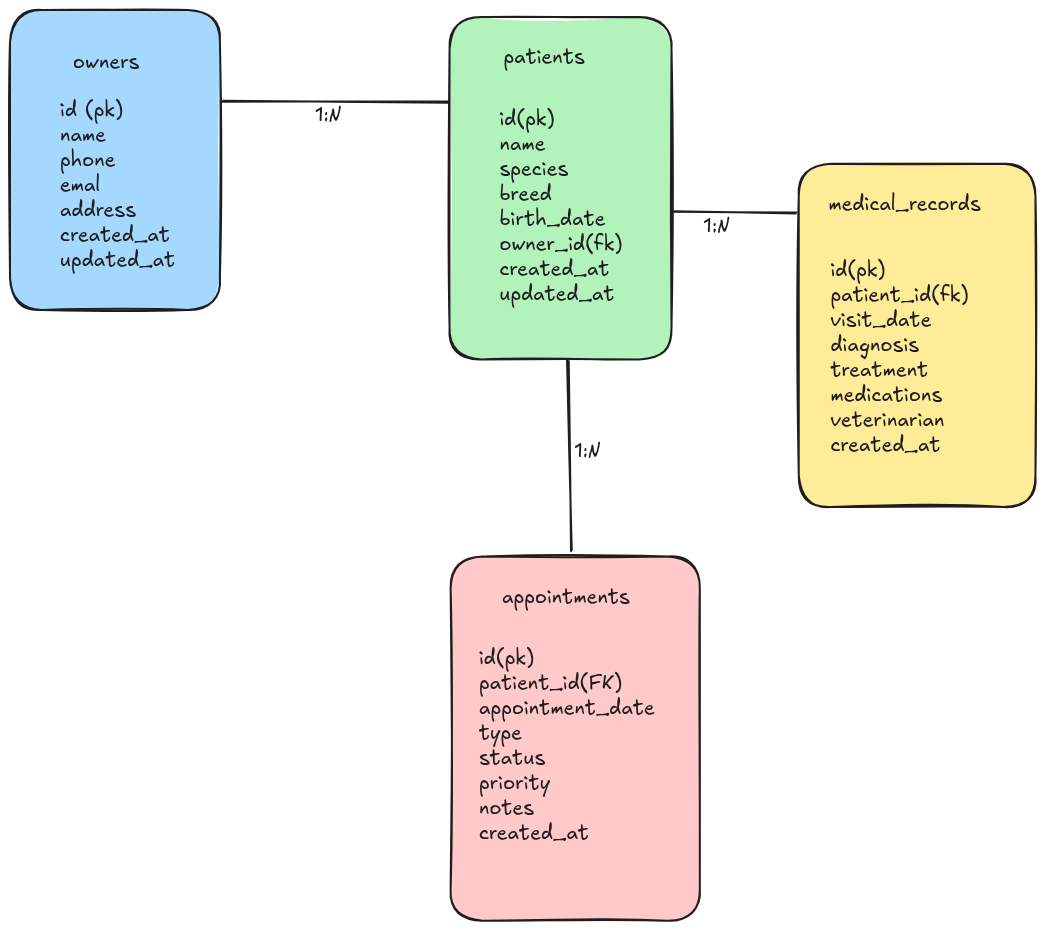 owners
id (pk)
name
phone
emal
address
created_at
updated_at
1:N
patients
id(pk)
name
species
breed
birth_date
owner_id(fk)
created_at
updated_at
1:N
medical_records
id(pk)
patient_id(fk)
visit_date
diagnosis
treatment
medications
veterinarian
created_at
1:N
appointments
id(pk)
patient_id(FK)
appointment_date
type
status
priority
notes
created_at